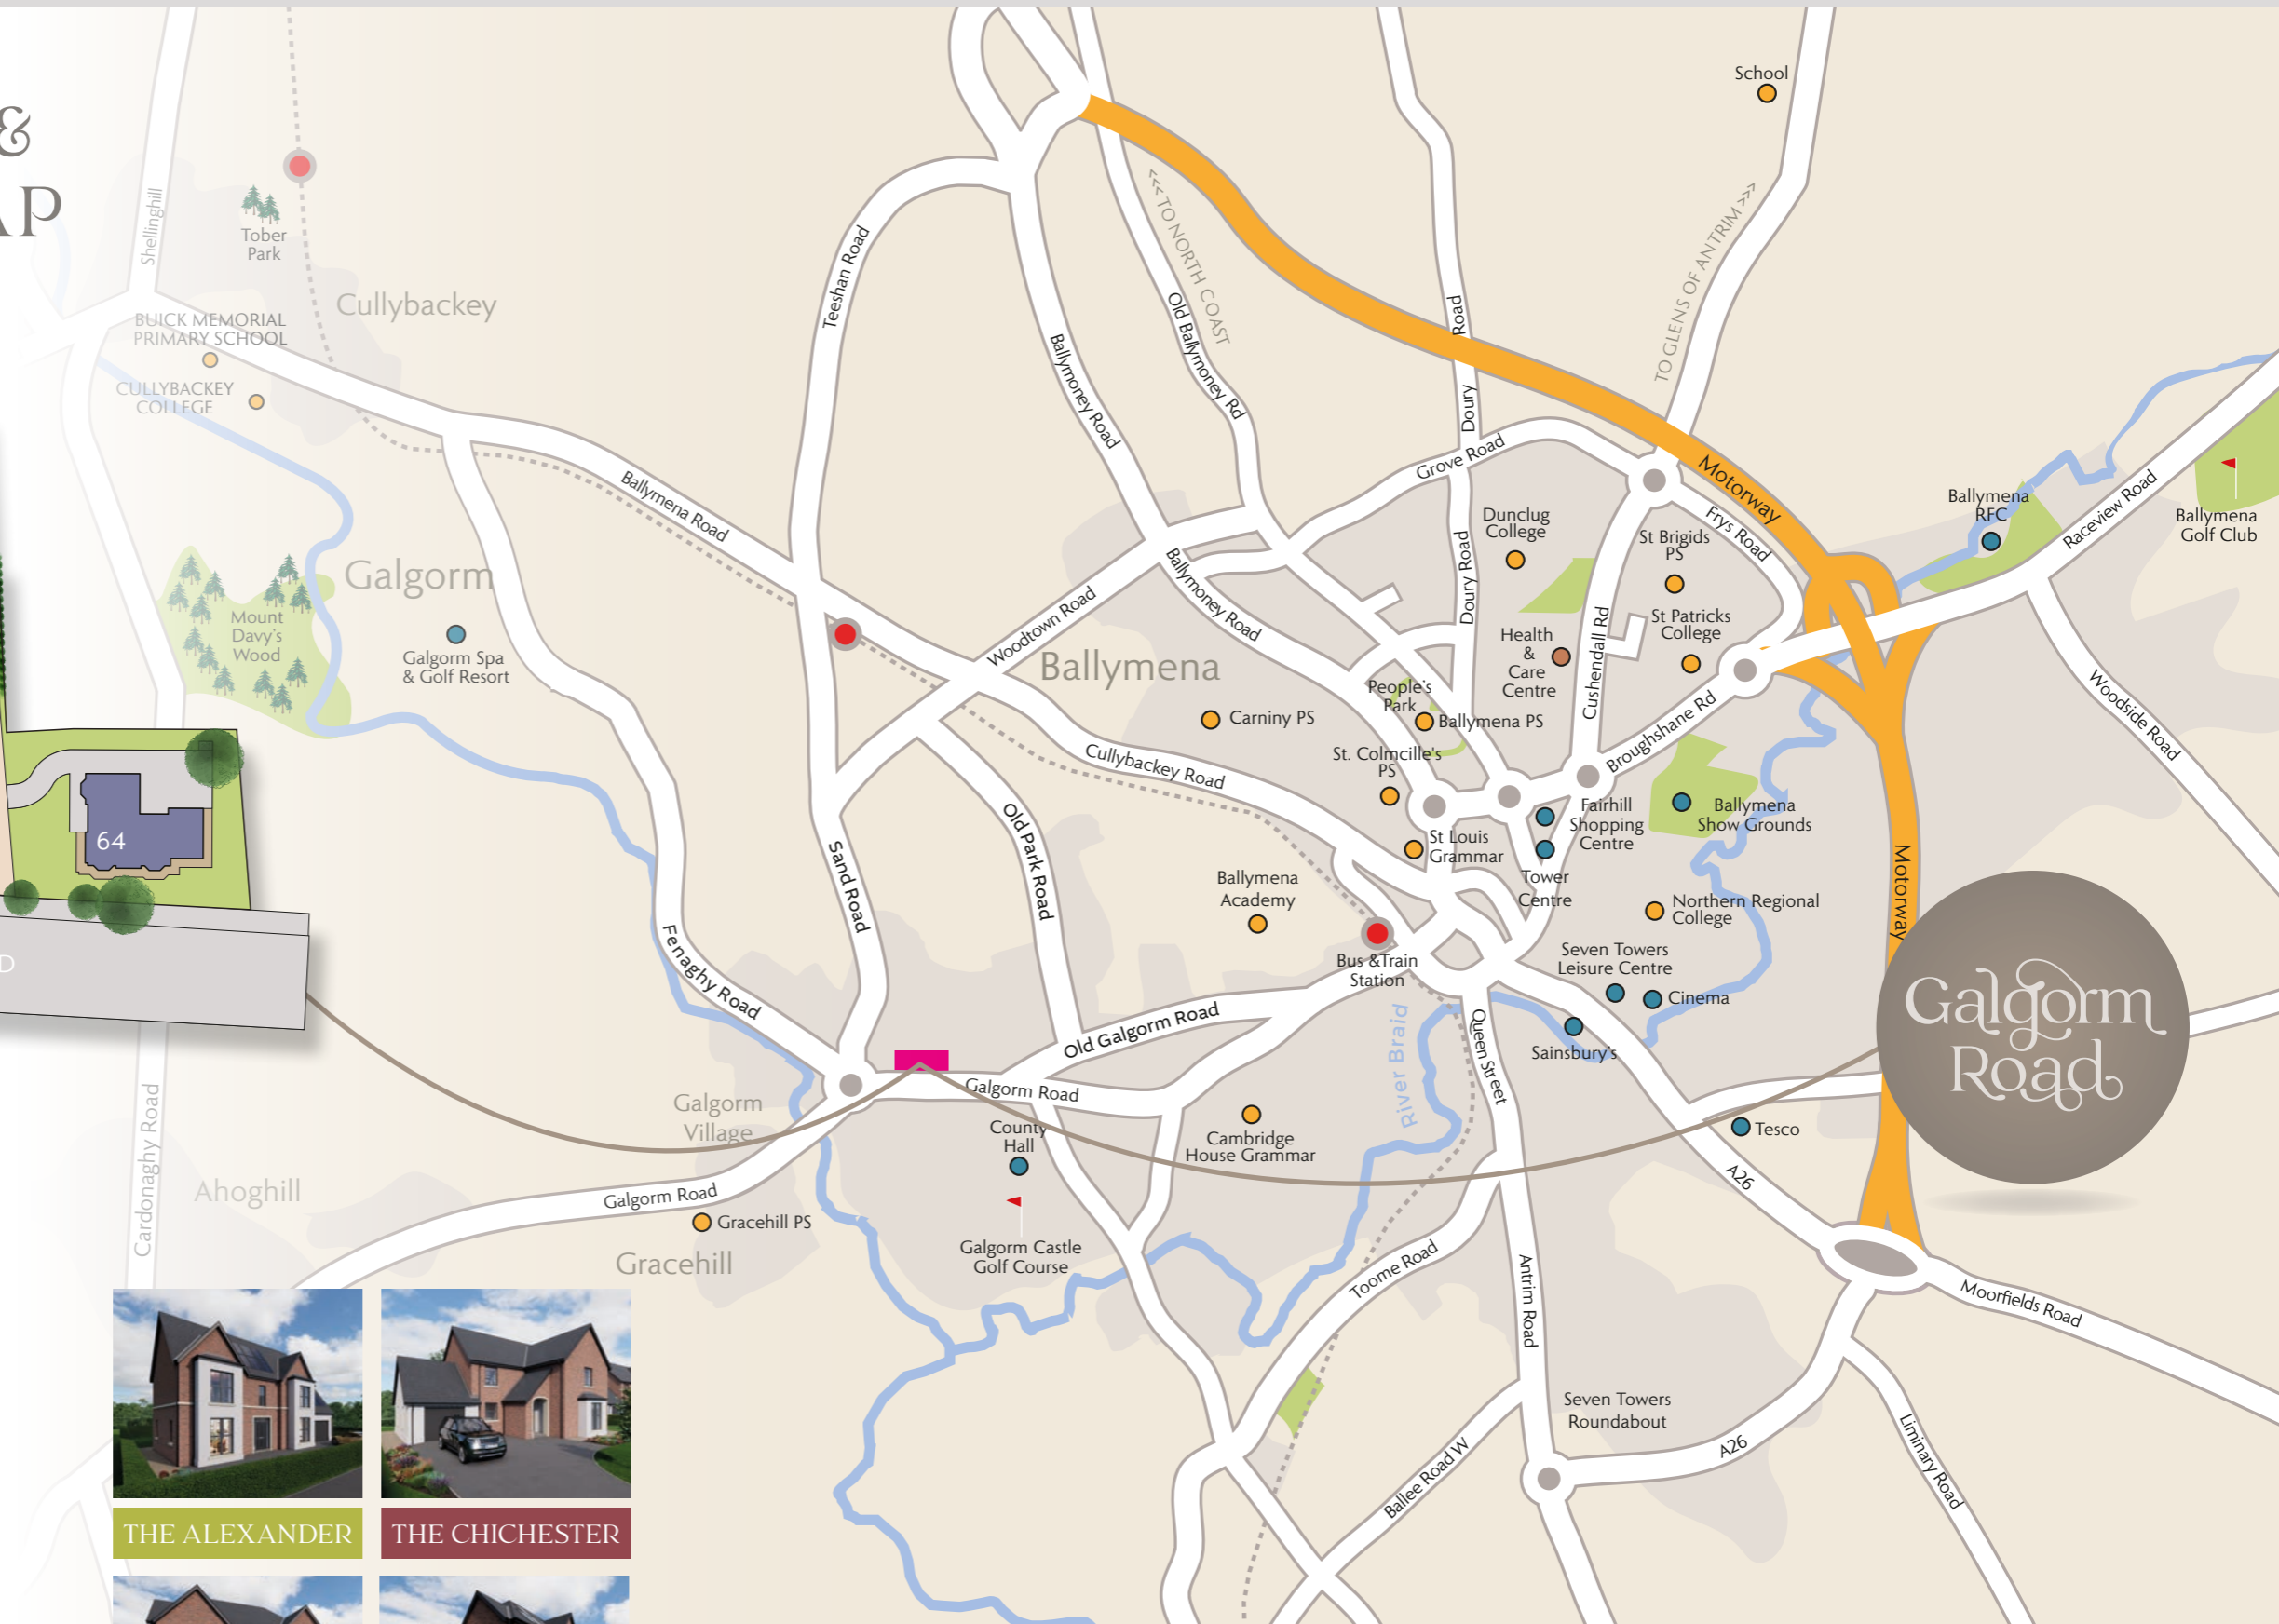 &
AP
School
Shellinghill
Tober
Park
<<< TO NORTH COAST
TO GLENS OF ANTRIM >>>
Cullybackey
Teeshan Road
Old Ballymoney Rd
Road
Doury
BUICK MEMORIAL
PRIMARY SCHOOL
CULLYBACKEY
COLLEGE
Ballymoney Road
Grove Road
Motorway
Ballymena Road
Dunclug
College
Frys Road
St Brigids
PS
Ballymena
RFC
Raceview Road
Ballymena
Golf Club
Galgorm
Galgorm Spa
& Golf Resort
Mount
Davy's
Wood
Woodtown Road
Ballymoney Road
Doury Road
Health
&
Care
Centre
Cushendall Rd
St Patricks
College
Ballymena
Carniny PS
People's
Park
Ballymena PS
Broughshane Rd
Woodside Road
Cullybackey Road
St. Colmcille's
PS
Fairhill
Shopping
Centre
Ballymena
Show Grounds
64
Sand Road
Old Park Road
St Louis
Grammar
Tower
Centre
Ballymena
Academy
Northern Regional
College
Motorway
D
Fenaghy Road
Bus &Train
Station
Seven Towers
Leisure Centre
Cinema
Galgorm
Road
Old Galgorm Road
River Braid
Queen Street
Sainsbury's
Galgorm Road
Galgorm
Village
County
Hall
Cambridge
House Grammar
Tesco
Cardonaghy Road
Ahoghill
Galgorm Road
Gracehill PS
Gracehill
Galgorm Castle
Golf Course
Toome Road
Antrim Road
A26
Moorfields Road
Seven Towers
Roundabout
A26
Ballee Road W
Liminary Road
THE ALEXANDER
THE CHICHESTER